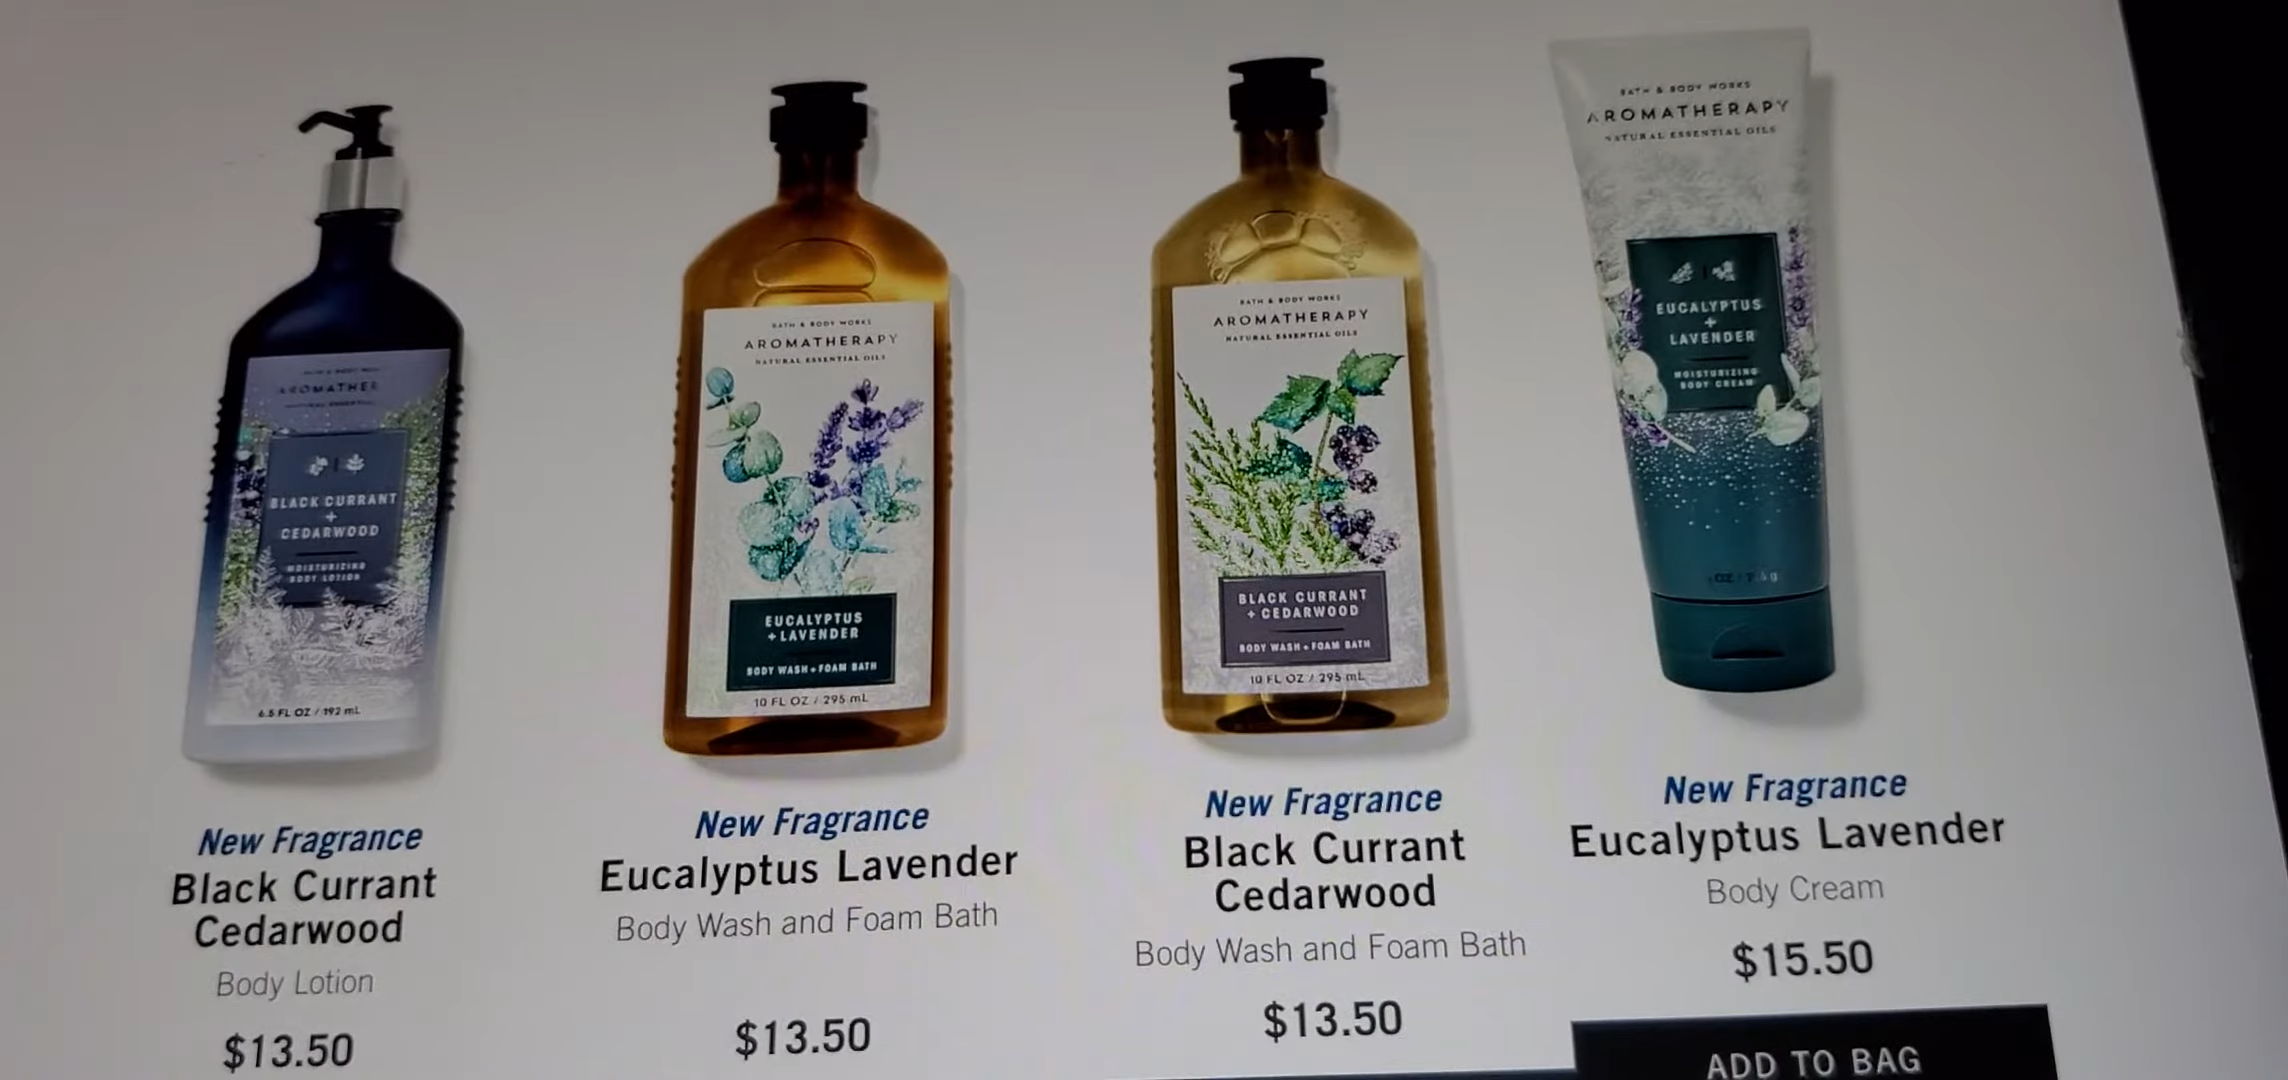 AROMATHER
BLACK CURRANT
+
CEDARWOOD
MOISTURIZING
BODY LOTION
6.5 FL OZ / 192 mL
New Fragrance
Black Currant
Cedarwood
Body Lotion
$13.50
BATH & BODY WORKS
AROMATHERAPY
NATURAL ESSENTIAL OILS
EUCALYPTUS
+ LAVENDER
BODY WASH + FOAM BATH
10 FL OZ / 295 mL
New Fragrance
Eucalyptus Lavender
Body Wash and Foam Bath
$13.50
BATH & BODY WORKS
AROMATHERAPY
NATURAL ESSENTIAL OILS
BLACK CURRANT
+ CEDARWOOD
BODY WASH + FOAM BATH
10 FL OZ / 295 mL
New Fragrance
Black Currant
Cedarwood
Body Wash and Foam Bath
$13.50
BATH & BODY WORKS
AROMATHERAPY
NATURAL ESSENTIAL OILS
EUCALYPTUS
+
LAVENDER
MOISTURIZING
BODY CREAM
New Fragrance
Eucalyptus Lavender
Body Cream
$15.50
ADD TO BAG